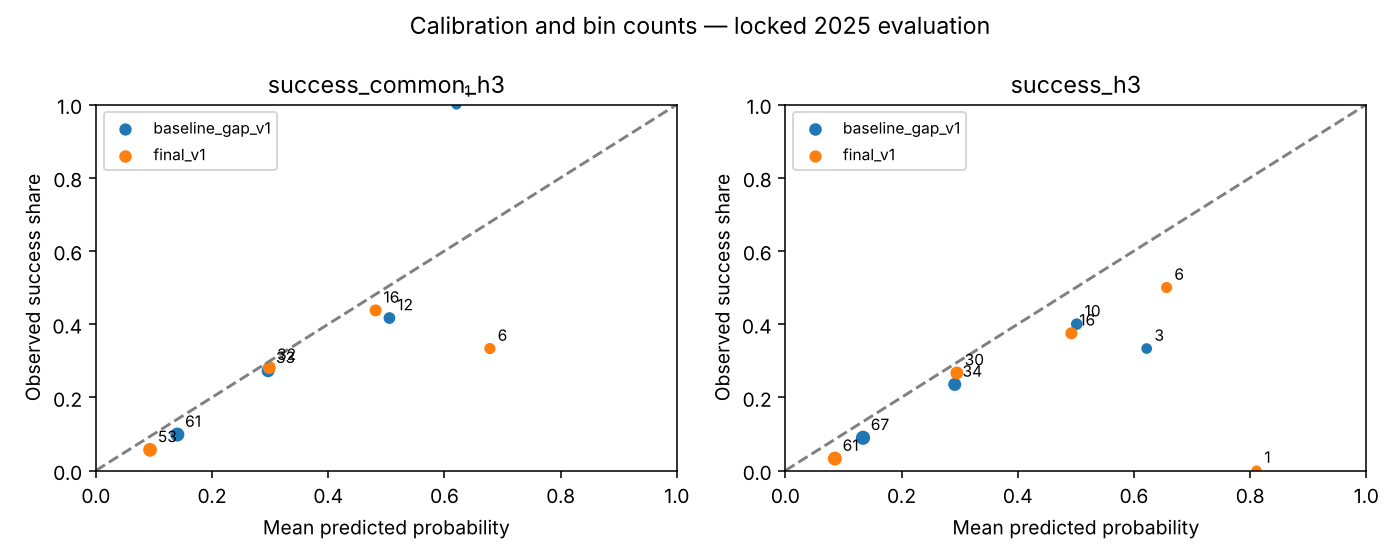 Calibration and bin counts — locked 2025 evaluation
success_common_h3
1
1.0
0.8
0.6
0.4
0.2
0.0
Observed success share
baseline_gap_v1
final_v1
16
12
6
33
61
53
0.0 0.2 0.4 0.6 0.8 1.0
Mean predicted probability
success_h3
1.0
0.8
0.6
0.4
0.2
0.0
Observed success share
baseline_gap_v1
final_v1
6
10
16
3
30
34
67
61
1
0.0 0.2 0.4 0.6 0.8 1.0
Mean predicted probability